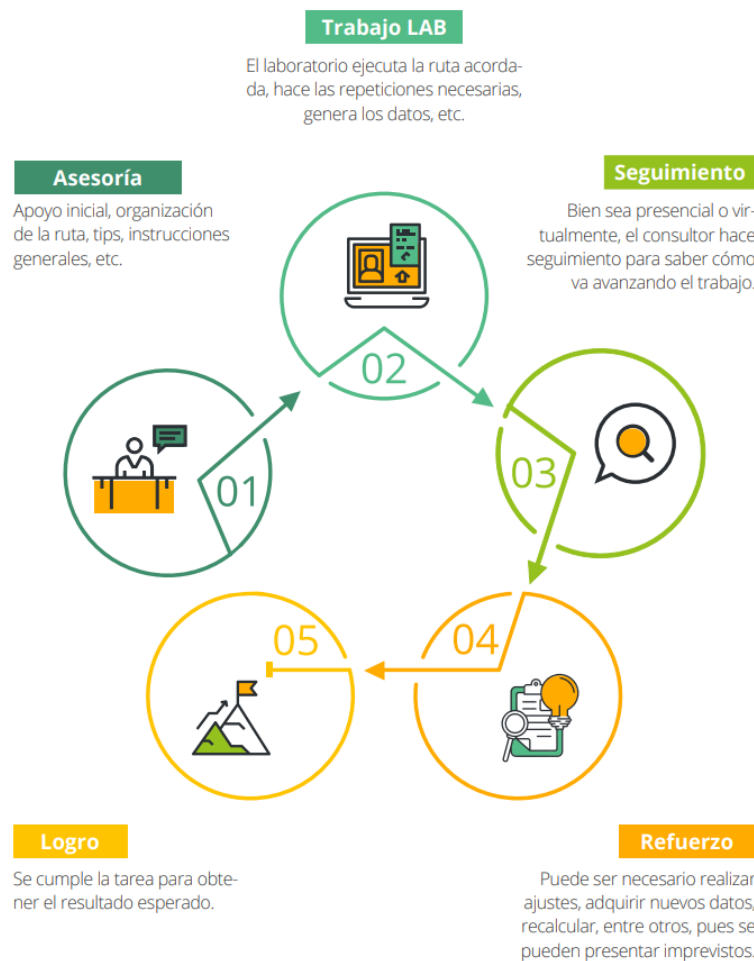 Trabajo LAB
El laboratorio ejecuta la ruta acorda-
da, hace las repeticiones necesarias,
genera los datos, etc.
Asesoría
Apoyo inicial, organización
de la ruta, tips, instrucciones
generales, etc.
Seguimiento
Bien sea presencial o vir-
tualmente, el consultor hace
seguimiento para saber cómo
va avanzando el trabajo.
01
02
03
04
05
Logro
Se cumple la tarea para obte-
ner el resultado esperado.
Refuerzo
Puede ser necesario realizar
ajustes, adquirir nuevos datos,
recalcular, entre otros, pues se
pueden presentar imprevistos.